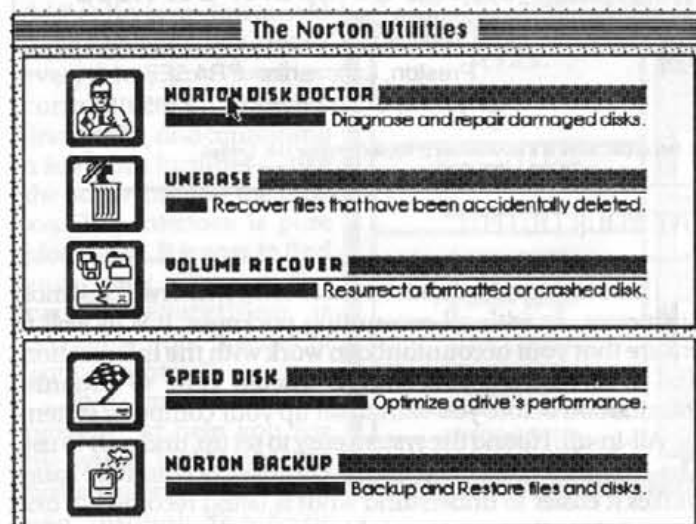 The Norton Utilities
NORTON DISK DOCTOR
Diagnose and repair damaged disks.
UNERASE
Recover files that have been accidentally deleted.
VOLUME RECOVER
Resurrect a formatted or crashed disk.
SPEED DISK
Optimize a drive's performance.
NORTON BACKUP
Backup and Restore files and disks.